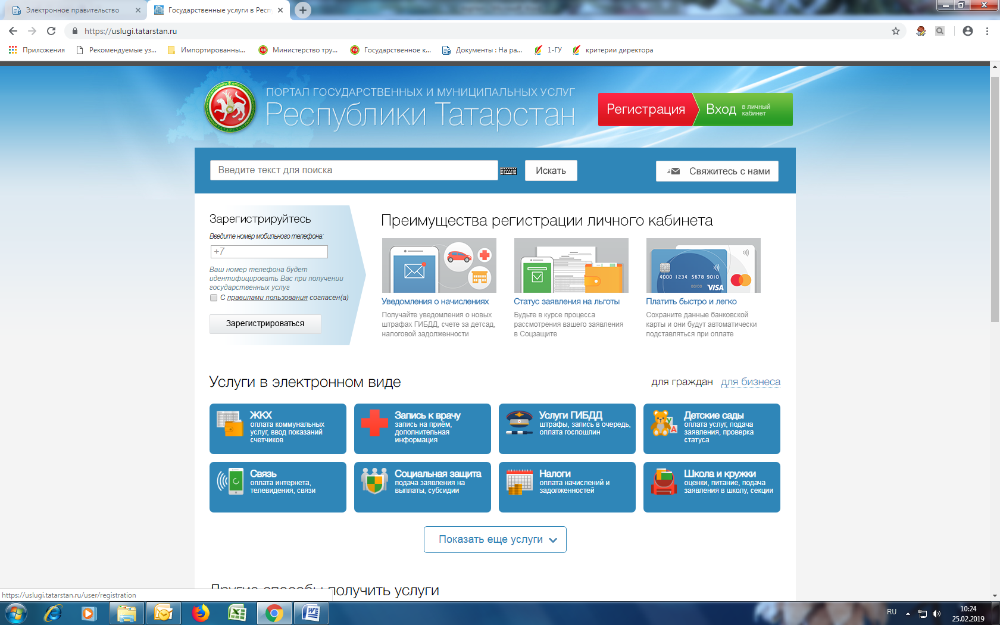 Электронное правительство
Государственные услуги в Респ
https://uslugi.tatarstan.ru
Приложения
Рекомендуемые уз...
Импортированны...
Министерство тру...
Государственное к...
Документы : На ра...
1-ГУ
критерии директора
ПОРТАЛ ГОСУДАРСТВЕННЫХ И МУНИЦИПАЛЬНЫХ УСЛУГ
Республики Татарстан
Регистрация
Вход
в личный
кабинет
Введите текст для поиска
Искать
Свяжитесь с нами
Зарегистрируйтесь
Введите номер мобильного телефона:
+7
Ваш номер телефона будет
идентифицировать Вас при получении
государственных услуг
С правилами пользования согласен(а)
Зарегистрироваться
Преимущества регистрации личного кабинета
4000 1234 5678 9010
00/00
VISA
Уведомления о начислениях
Получайте уведомления о новых
штрафах ГИБДД, счете за детсад,
налоговой задолженности
Статус заявления на льготы
Будьте в курсе процесса
рассмотрения вашего заявления
в Соцзащите
Платить быстро и легко
Сохраните данные банковской
карты и они будут автоматически
подставляться при оплате
Услуги в электронном виде
для граждан
для бизнеса
ЖКХ
оплата коммунальных
услуг, ввод показаний
счетчиков
Запись к врачу
запись на приём,
дополнительная
информация
Услуги ГИБДД
штрафы, запись в очередь,
оплата госпошлин
Детские сады
оплата услуг, подача
заявления, проверка
статуса
Связь
оплата интернета,
телевидения, связи
Социальная защита
подача заявления на
выплаты, субсидии
Налоги
оплата начислений и
задолженностей
Школа и кружки
оценки, питание, подача
заявления в школу, секции
Показать еще услуги
Другие способы получить услуги
https://uslugi.tatarstan.ru/user/registration
RU
10:24
25.02.2019